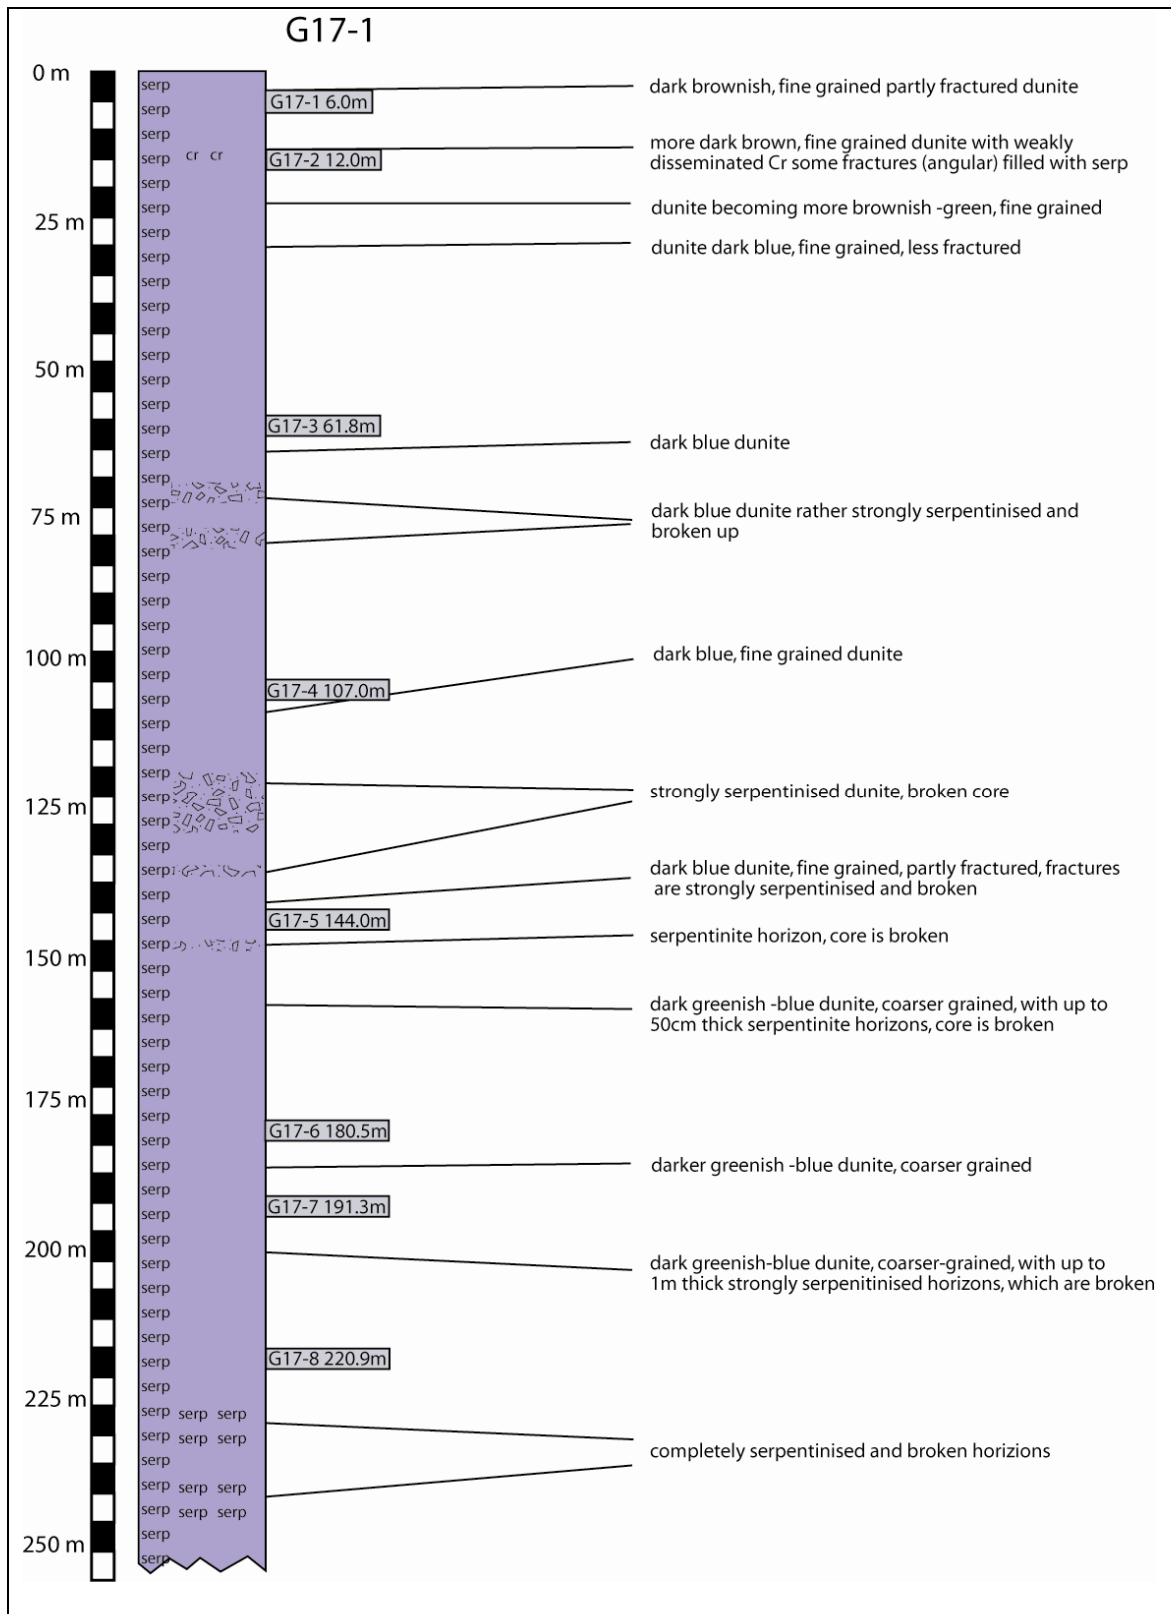 G17-1
0 m
serp
dark brownish, fine grained partly fractured dunite
G17-1 6.0m
serp
serp
more dark brown, fine grained dunite with weakly
serp cr cr
G17-2 12.0m
disseminated Cr some fractures (angular) filled with serp
serp
serp
dunite becoming more brownish -green, fine grained
25 m
serp
dunite dark blue, fine grained, less fractured
serp
serp
serp
serp
serp
50 m
serp
serp
G17-3 61.8m
serp
dark blue dunite
serp
serp
serp
dark blue dunite rather strongly serpentinised and
75 m
serp
broken up
serp
serp
serp
serp
serp
100 m
dark blue, fine grained dunite
serp
G17-4 107.0m
serp
serp
serp
serp
strongly serpentinised dunite, broken core
serp
125 m
serp
serp
dark blue dunite, fine grained, partly fractured, fractures
serp
are strongly serpentinised and broken
serp
G17-5 144.0m
serp
serpentinite horizon, core is broken
serp
150 m
serp
serp
dark greenish -blue dunite, coarser grained, with up to
serp
50cm thick serpentinite horizons, core is broken
serp
serp
175 m
serp
serp
G17-6 180.5m
serp
serp
darker greenish -blue dunite, coarser grained
serp
G17-7 191.3m
serp
serp
200 m
serp
dark greenish-blue dunite, coarser-grained, with up to
serp
1m thick strongly serpenitinised horizons, which are broken
serp
serp
G17-8 220.9m
serp
serp
225 m
serp serp serp
serp serp serp
completely serpentinised and broken horizions
serp
serp serp serp
serp serp serp
serp
250 m
serp